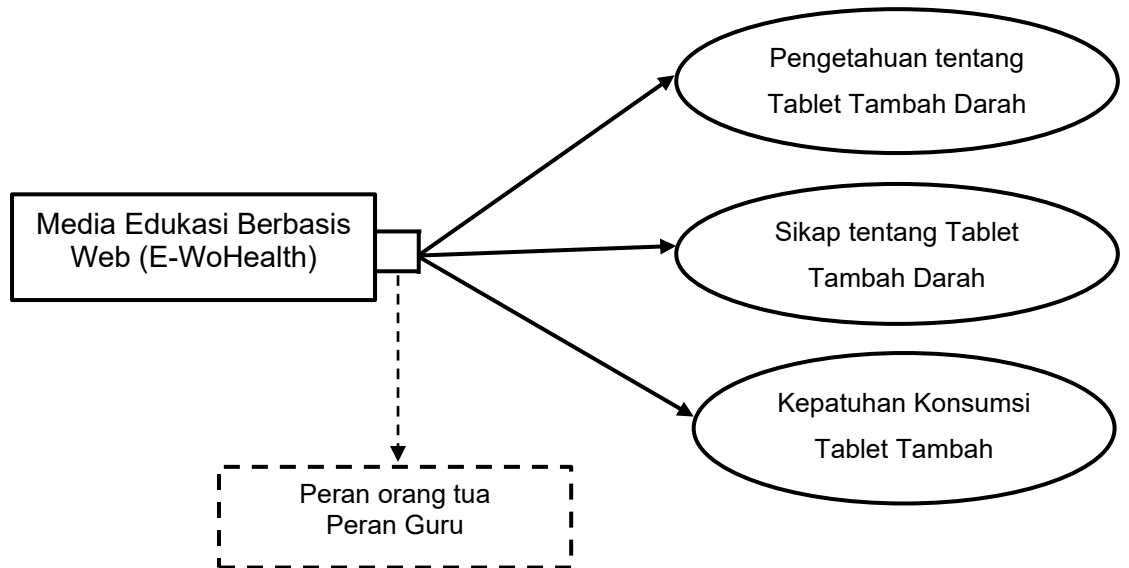 Pengetahuan tentang
Tablet Tambah Darah
Media Edukasi Berbasis
Web (E-WoHealth)
Sikap tentang Tablet
Tambah Darah
Kepatuhan Konsumsi
Tablet Tambah
Peran orang tua
Peran Guru